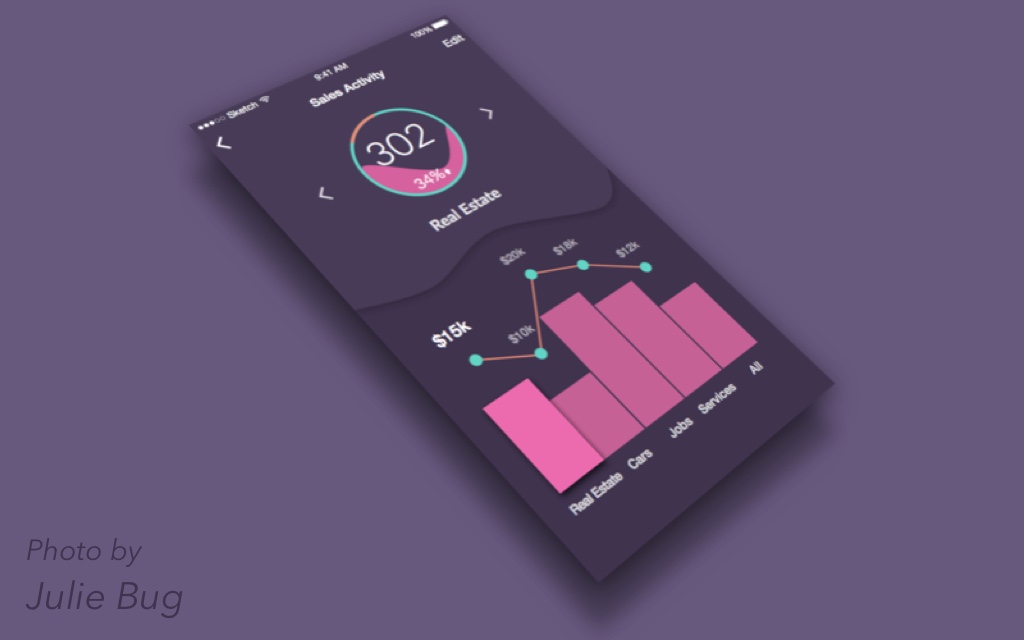 Sketch
9:41 AM
100%
Sales Activity
Edit
302
34%
Real Estate
$15k
$10k
$20k
$18k
$12k
Real Estate
Cars
Jobs
Services
All
Photo by
Julie Bug